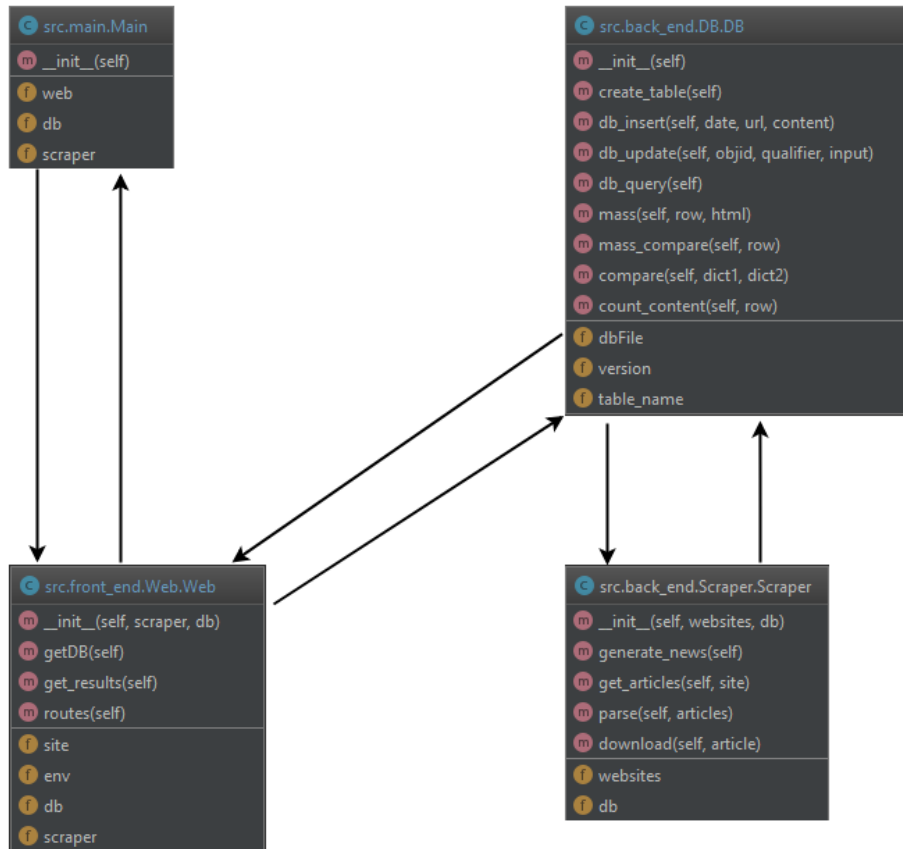 src.main.Main
__init__(self)
web
db
scraper
src.back_end.DB.DB
__init__(self)
create_table(self)
db_insert(self, date, url, content)
db_update(self, objid, qualifier, input)
db_query(self)
mass(self, row, html)
mass_compare(self, row)
compare(self, dict1, dict2)
count_content(self, row)
dbFile
version
table_name
src.front_end.Web.Web
__init__(self, scraper, db)
getDB(self)
get_results(self)
routes(self)
site
env
db
scraper
src.back_end.Scraper.Scraper
__init__(self, websites, db)
generate_news(self)
get_articles(self, site)
parse(self, articles)
download(self, article)
websites
db